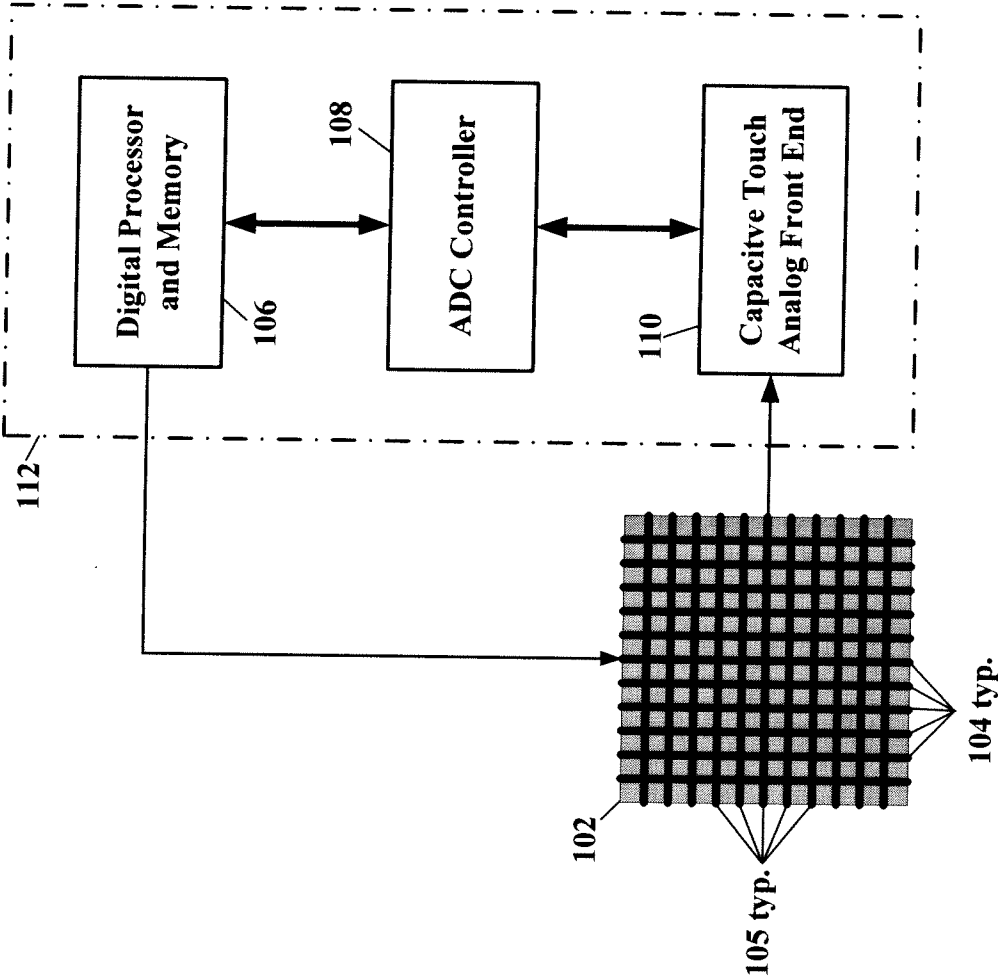 112
Digital Processor
and Memory
106
108
ADC Controller
110
Capacitve Touch
Analog Front End
102
105 typ.
104 typ.